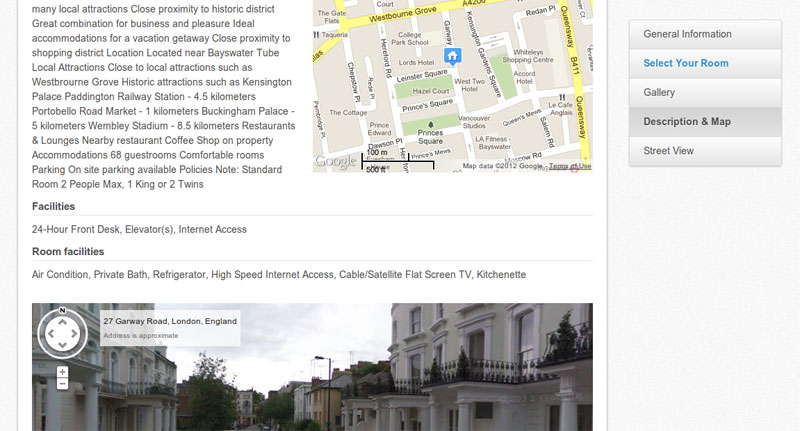 many local attractions Close proximity to historic district
Great combination for business and pleasure Ideal
accommodations for a vacation getaway Close proximity to
shopping district Location Located near Bayswater Tube
Local Attractions Close to local attractions such as
Westbourne Grove Historic attractions such as Kensington
Palace Paddington Railway Station - 4.5 kilometers
Portobello Road Market - 1 kilometers Buckingham Palace -
5 kilometers Wembley Stadium - 8.5 kilometers Restaurants
& Lounges Nearby restaurant Coffee Shop on property
Accommodations 68 guestrooms Comfortable rooms
Parking On site parking available Policies Note: Standard
Room 2 People Max, 1 King or 2 Twins
The Gate
Flats
Court
Westbourne Grove
A4206
Redan Pl
Taqueria
College
Park School
Hereford Rd
Garway
Queensway
B411
Lords Hotel
Whiteleys
Shopping Centre
Leinster Square
Chepstow Pl
Rede Pl
West Two
Hotel
Accord
Hotel
Hazel Court
Prince's Square
The Cottage
Vancouver
Studios
Le Cafe
Anglais
Queen's Mews
Salem Rd
Queensway
Pembridge Pl
Prince
Edward
Princes
Square
LA Fitness -
Bayswater
Moscow Rd
Prince's Mews
Google
100 m
500 ft
Map data ©2012 Google - Terms of Use
General Information
Select Your Room
Gallery
Description & Map
Street View
Facilities
24-Hour Front Desk, Elevator(s), Internet Access
Room facilities
Air Condition, Private Bath, Refrigerator, High Speed Internet Access, Cable/Satellite Flat Screen TV, Kitchenette
N
27 Garway Road, London, England
Address is approximate
©2011 Google